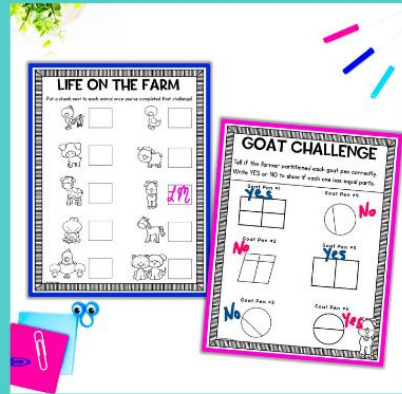 LIFE ON THE FARM
Put a check next to each animal once you've completed that challenge!
GOAT CHALLENGE
Tell if the farmer partitioned each goat pen correctly.
Write YES or NO to show if each one has equal parts.
Goat Pen #1
Yes
Goat Pen #4
No
Goat Pen #2
No
Goat Pen #5
Yes
Goat Pen #3
No
Goat Pen #6
Yes